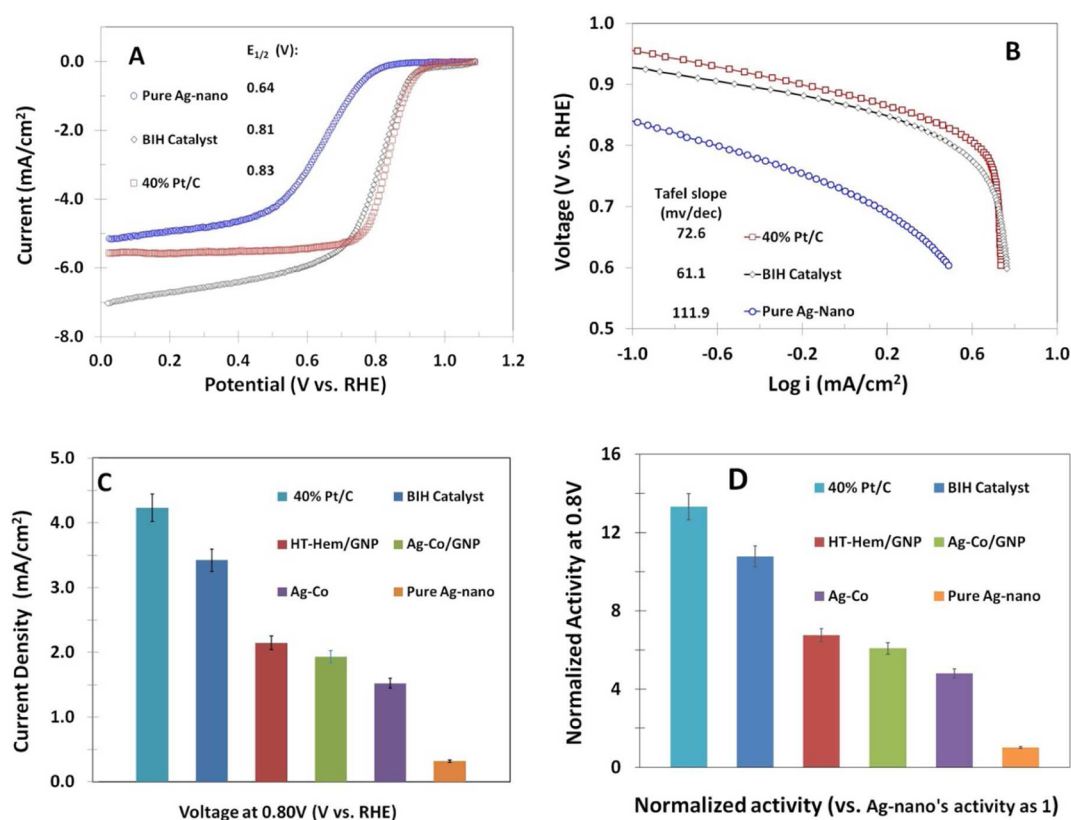 A
E1/2 (V):
Pure Ag-nano 0.64
BIH Catalyst 0.81
40% Pt/C 0.83
0.0
-2.0
-4.0
-6.0
-8.0
Current (mA/cm²)
0.0 0.2 0.4 0.6 0.8 1.0 1.2
Potential (V vs. RHE)
B
1.0
0.9
0.8
0.7
0.6
0.5
Voltage (V vs. RHE)
Tafel slope
(mv/dec)
72.6 40% Pt/C
61.1 BIH Catalyst
111.9 Pure Ag-Nano
-1.0 -0.6 -0.2 0.2 0.6 1.0
Log i (mA/cm²)
C
5.0
4.0
3.0
2.0
1.0
0.0
Current Density (mA/cm²)
40% Pt/C BIH Catalyst
HT-Hem/GNP Ag-Co/GNP
Ag-Co Pure Ag-nano
Voltage at 0.80V (V vs. RHE)
D
16
12
8
4
0
Normalized Activity at 0.8V
40% Pt/C BIH Catalyst
HT-Hem/GNP Ag-Co/GNP
Ag-Co Pure Ag-nano
Normalized activity (vs. Ag-nano's activity as 1)